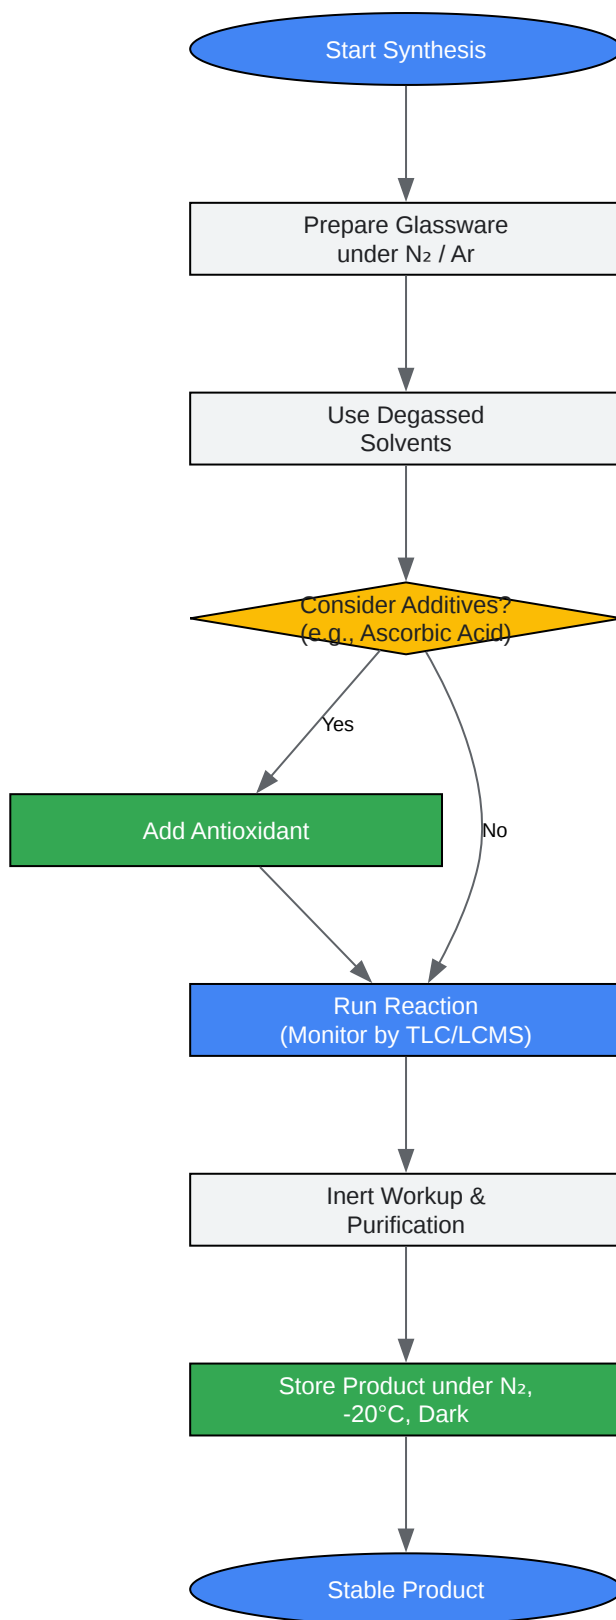 Start Synthesis
Prepare Glassware
under N₂ / Ar
Use Degassed
Solvents
Consider Additives?
(e.g., Ascorbic Acid)
Yes
Add Antioxidant
No
Run Reaction
(Monitor by TLC/LCMS)
Inert Workup &
Purification
Store Product under N₂,
-20°C, Dark
Stable Product